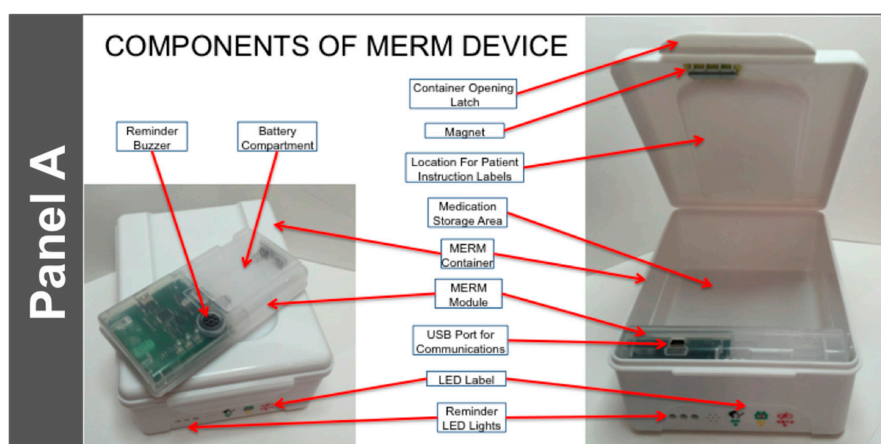 Panel A
COMPONENTS OF MERM DEVICE
Reminder
Buzzer
Battery
Compartment
Container Opening
Latch
Magnet
Location For Patient
Instruction Labels
Medication
Storage Area
MERM
Container
MERM
Module
USB Port for
Communications
LED Label
Reminder
LED Lights